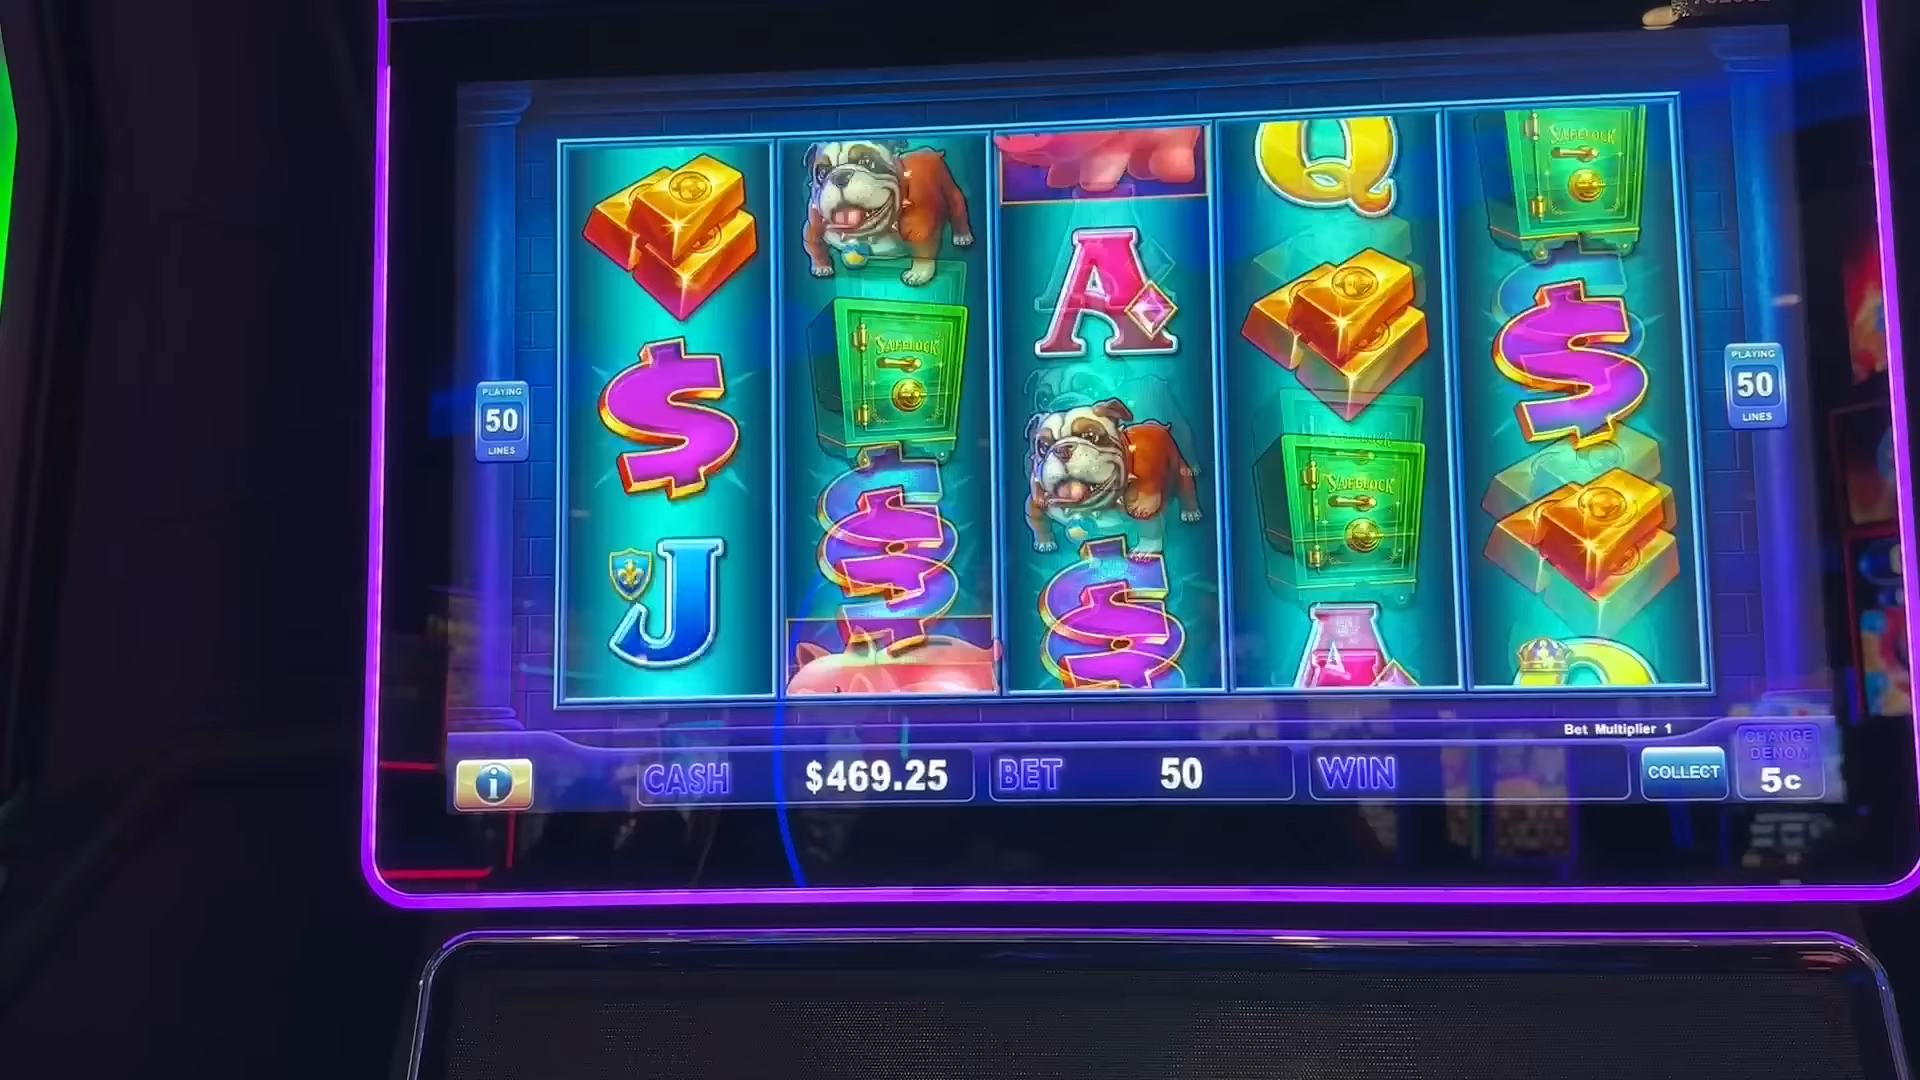 Q
SAFELOCK
A
SAFELOCK
$
$
PLAYING
50
LINES
PLAYING
50
LINES
SAFELOCK
J
A
Bet Multiplier 1
CASH $469.25 BET 50 WIN COLLECT
CHANGE
DENOM
5c